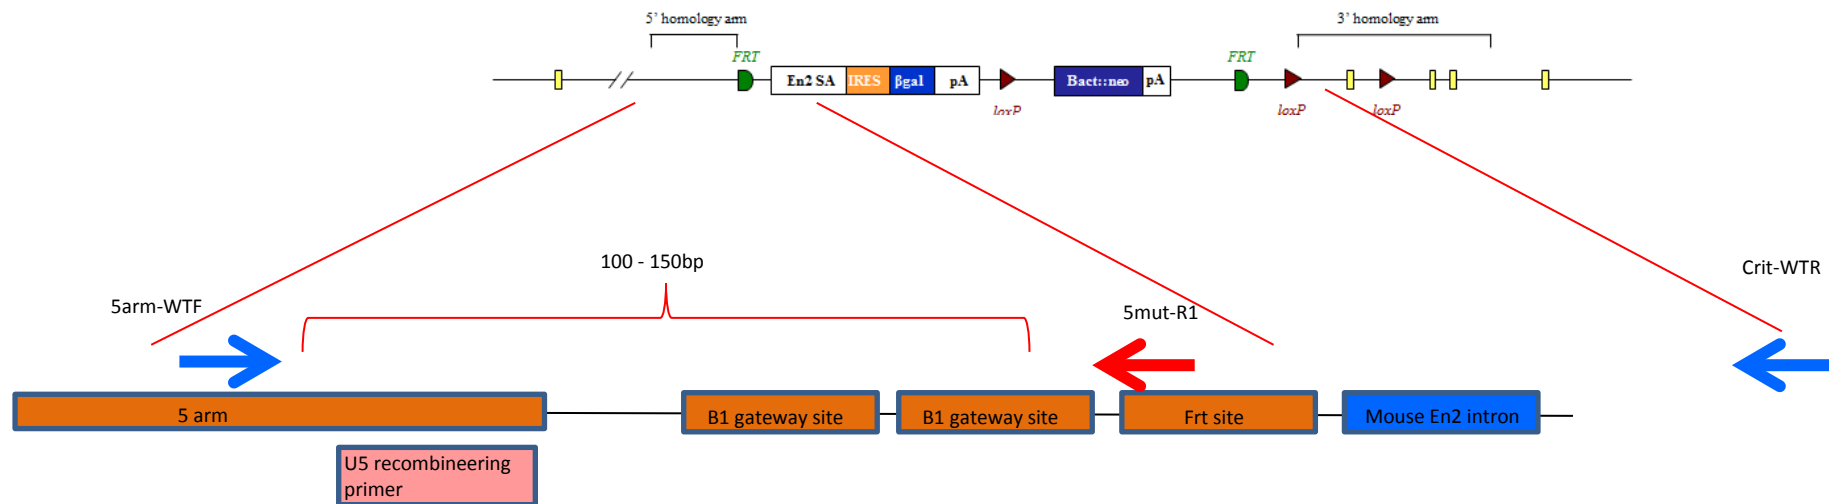 5’ homology arm
3’ homology arm
FRT
FRT
En2 SA IRES βgal pA
Bact::neo pA
loxP
loxP
loxP
100 - 150bp
Crit-WTR
5arm-WTF
5mut-R1
5 arm
B1 gateway site
B1 gateway site
Frt site
Mouse En2 intron
U5 recombineering
primer